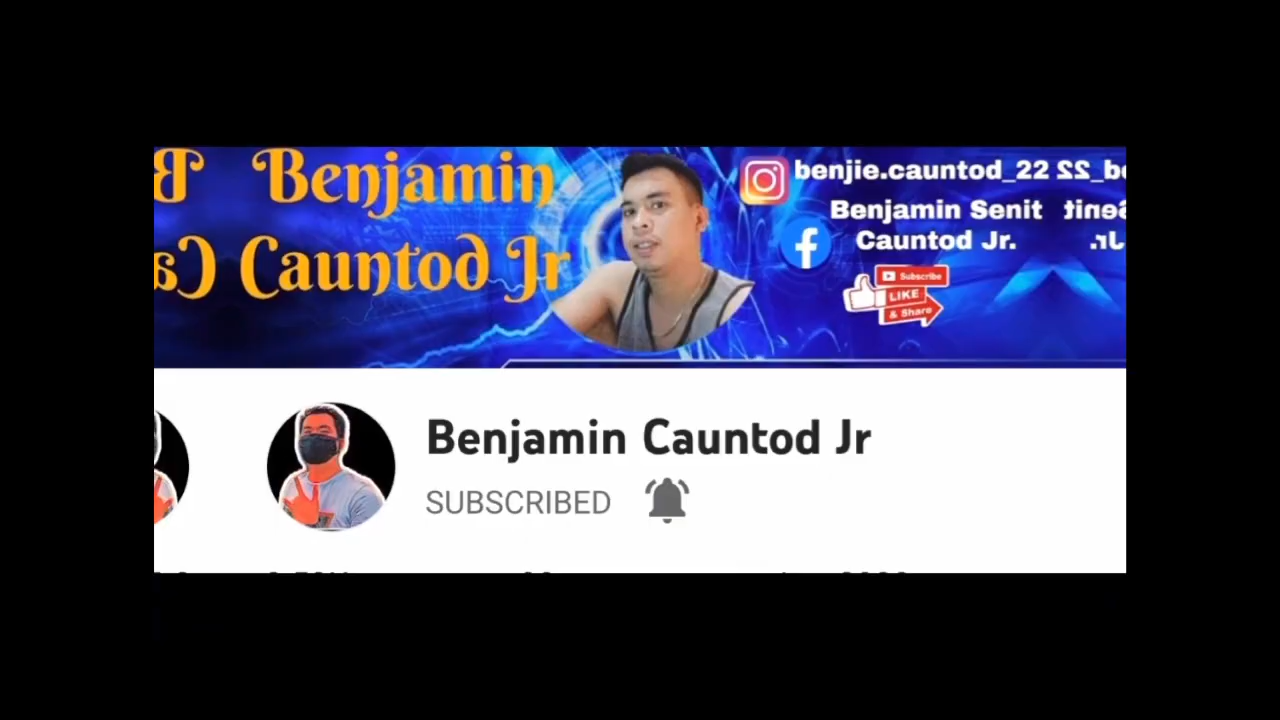 Benjamin
Cauntod Jr
benjie.cauntod_22
Benjamin Senit
Cauntod Jr.
Subscribe
LIKE
& Share
Benjamin Cauntod Jr
SUBSCRIBED